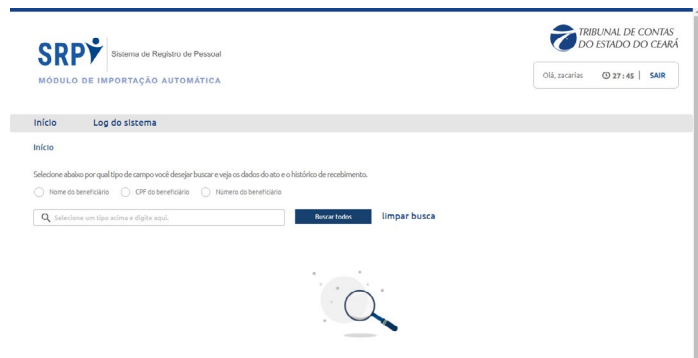 SRP
Sistema de Registro de Pessoal
MÓDULO DE IMPORTAÇÃO AUTOMÁTICA
TRIBUNAL DE CONTAS
DO ESTADO DO CEARÁ
Olá, zacarias 27:45 | SAIR
Início Log do sistema
Início
Selecione abaixo por qual tipo de campo você desejar buscar e veja os dados do ato e o histórico de recebimento.
Nome do beneficiário CPF do beneficiário Número do beneficiário
Selecione um tipo acima e digite aqui. Buscar todos limpar busca